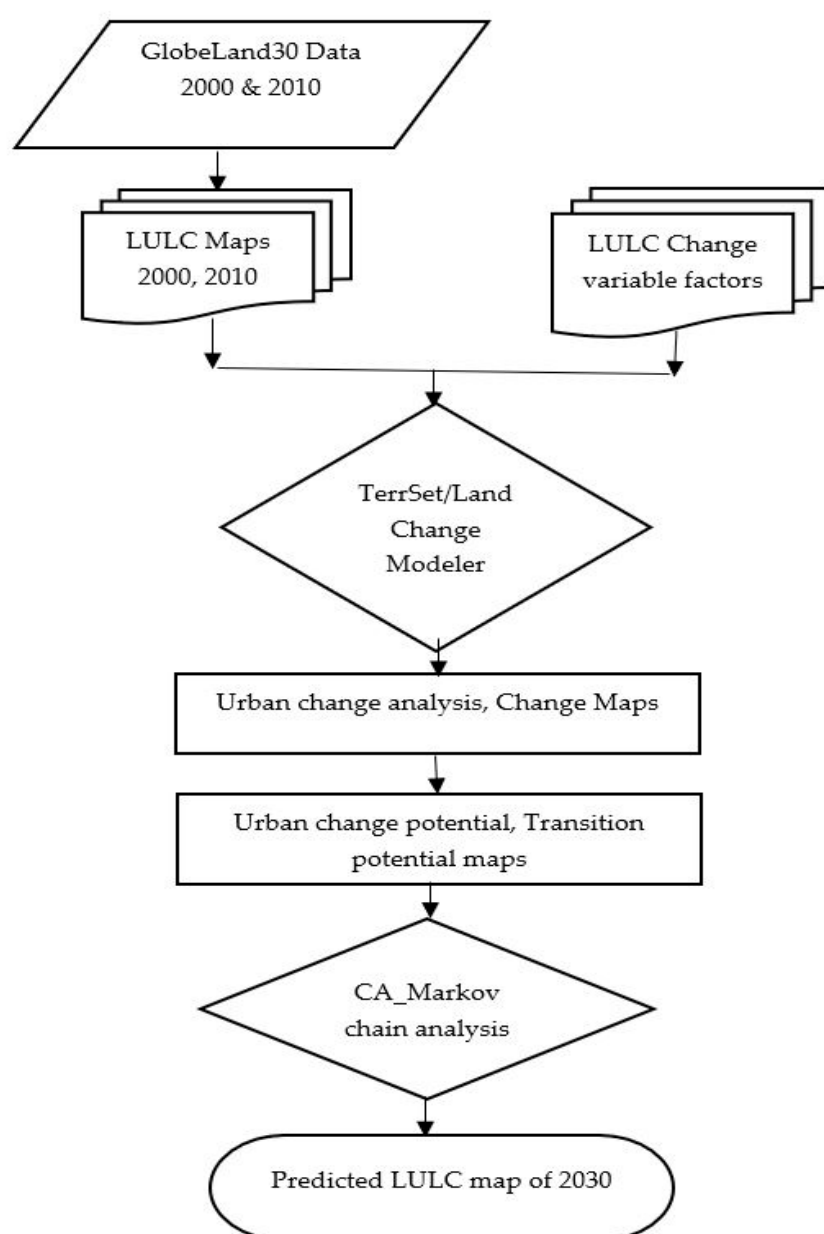 GlobeLand30 Data
2000 & 2010
LULC Maps
2000, 2010
LULC Change
variable factors
TerrSet/Land
Change
Modeler
Urban change analysis, Change Maps
Urban change potential, Transition
potential maps
CA_Markov
chain analysis
Predicted LULC map of 2030